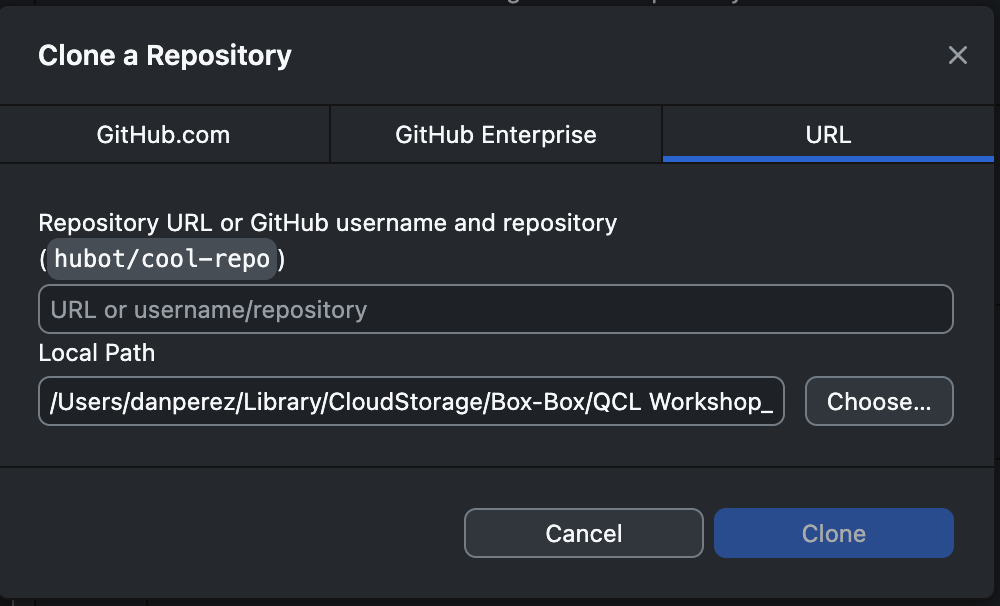 Clone a Repository
GitHub.com
GitHub Enterprise
URL
Repository URL or GitHub username and repository
(hubot/cool-repo)
URL or username/repository
Local Path
/Users/danperez/Library/CloudStorage/Box-Box/QCL Workshop_
Choose...
Cancel
Clone